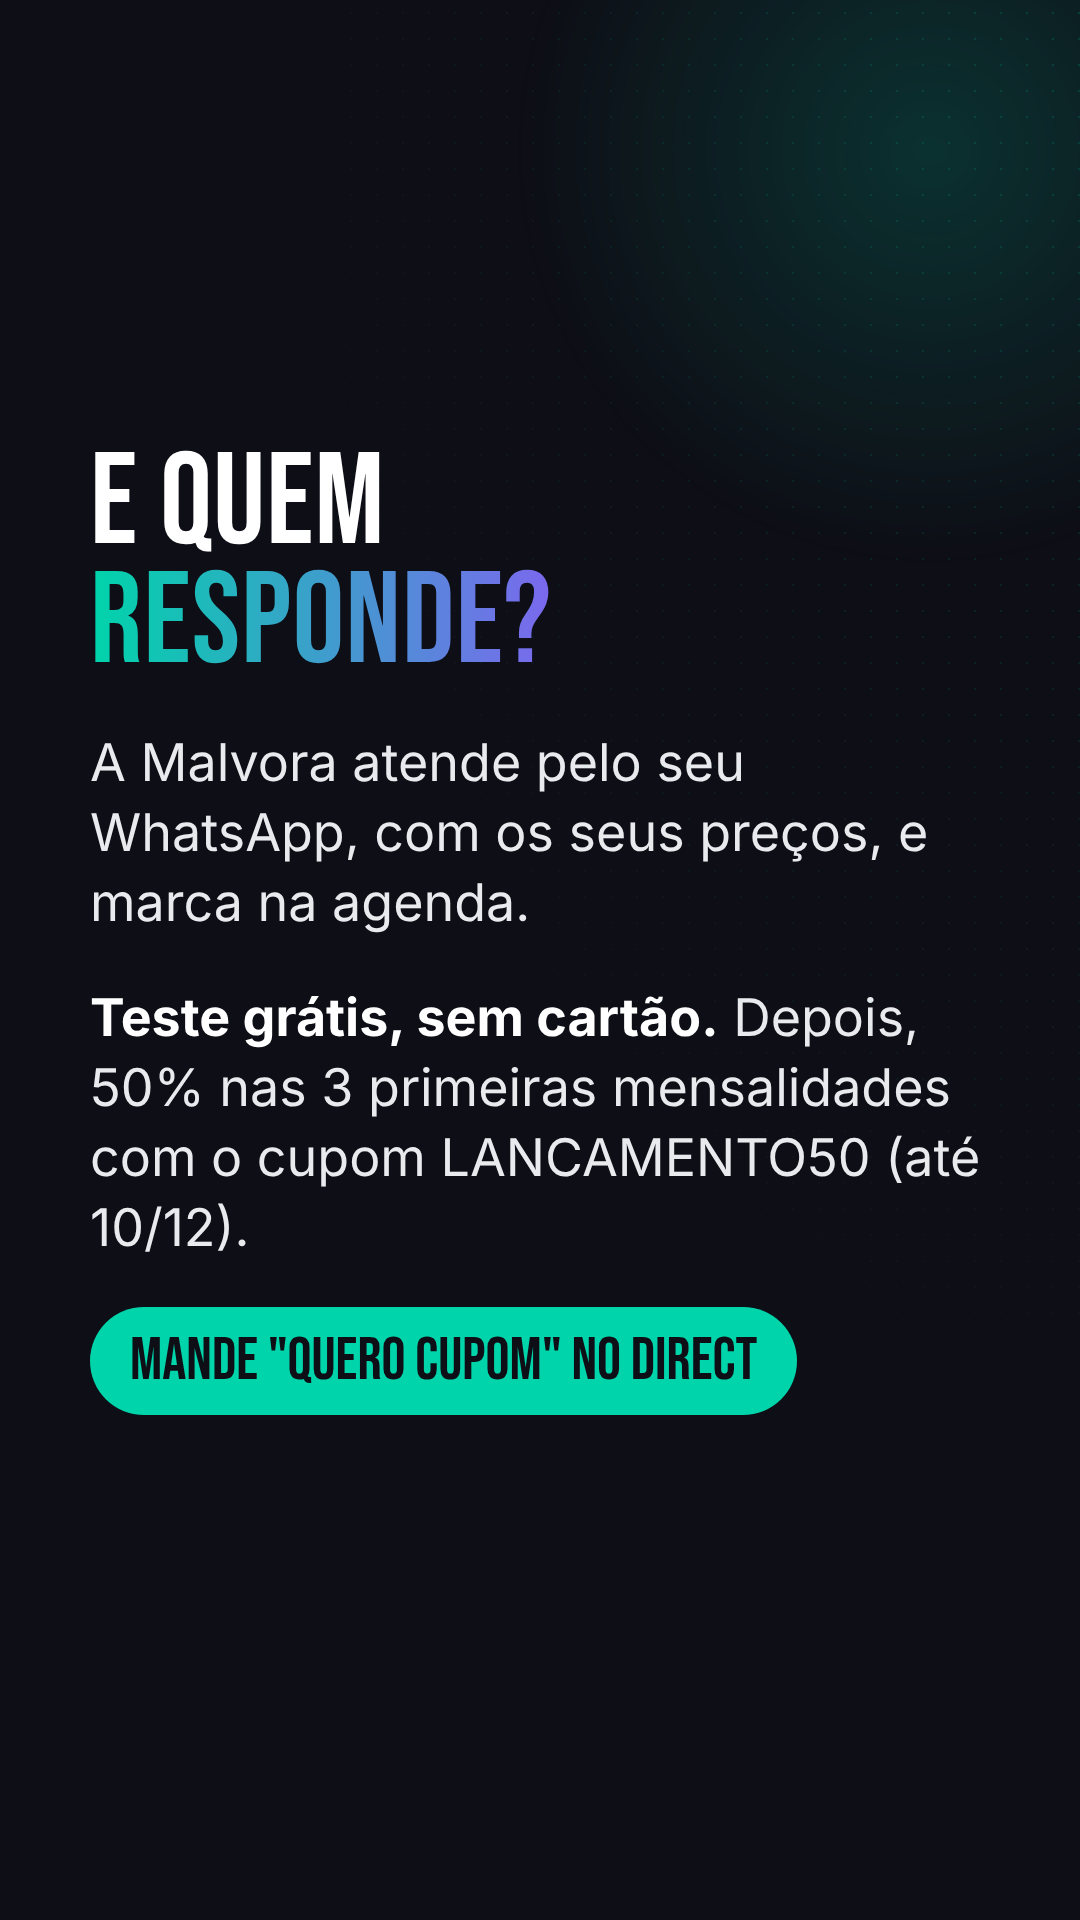 E QUEM
RESPONDE?
A Malvora atende pelo seu
WhatsApp, com os seus preços, e
marca na agenda.
Teste grátis, sem cartão. Depois,
50% nas 3 primeiras mensalidades
com o cupom LANCAMENTO50 (até
10/12).
MANDE "QUERO CUPOM" NO DIRECT